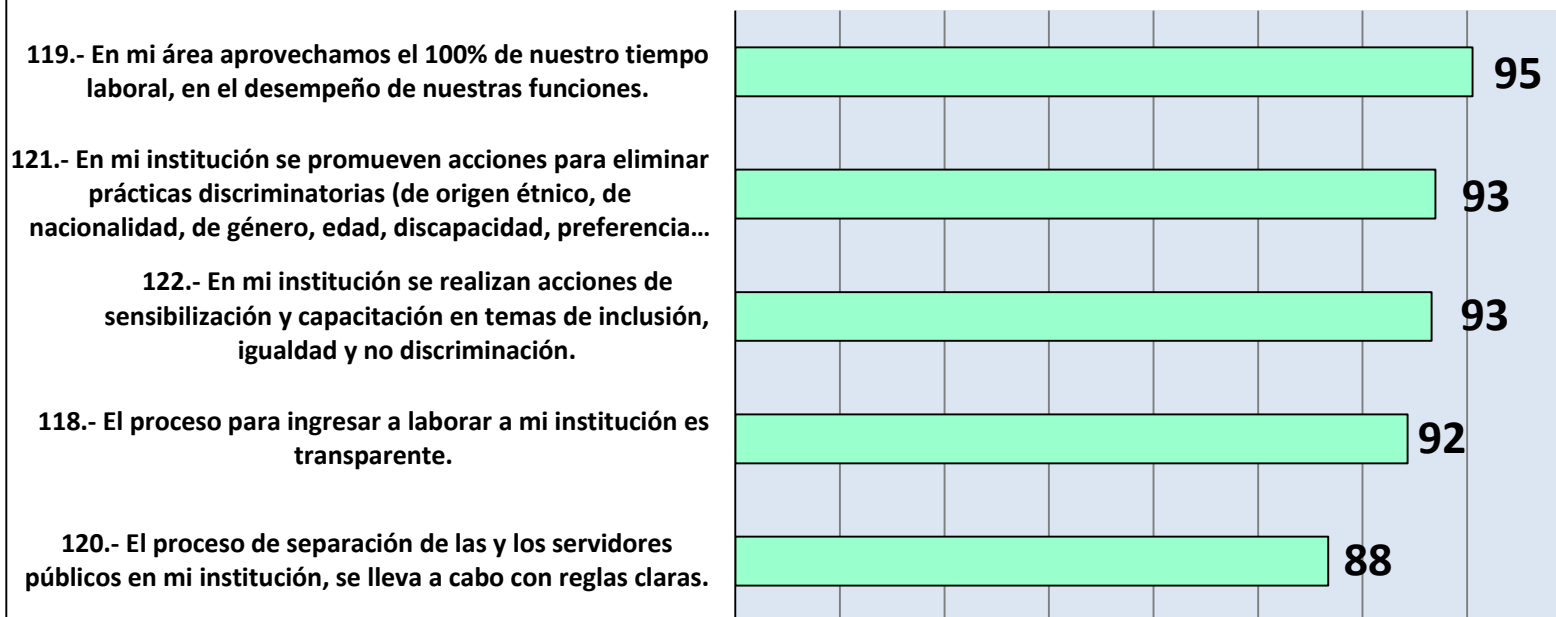 119.- En mi área aprovechamos el 100% de nuestro tiempo
laboral, en el desempeño de nuestras funciones.
95
121.- En mi institución se promueven acciones para eliminar
prácticas discriminatorias (de origen étnico, de
nacionalidad, de género, edad, discapacidad, preferencia…
93
122.- En mi institución se realizan acciones de
sensibilización y capacitación en temas de inclusión,
igualdad y no discriminación.
93
118.- El proceso para ingresar a laborar a mi institución es
transparente.
92
120.- El proceso de separación de las y los servidores
públicos en mi institución, se lleva a cabo con reglas claras.
88